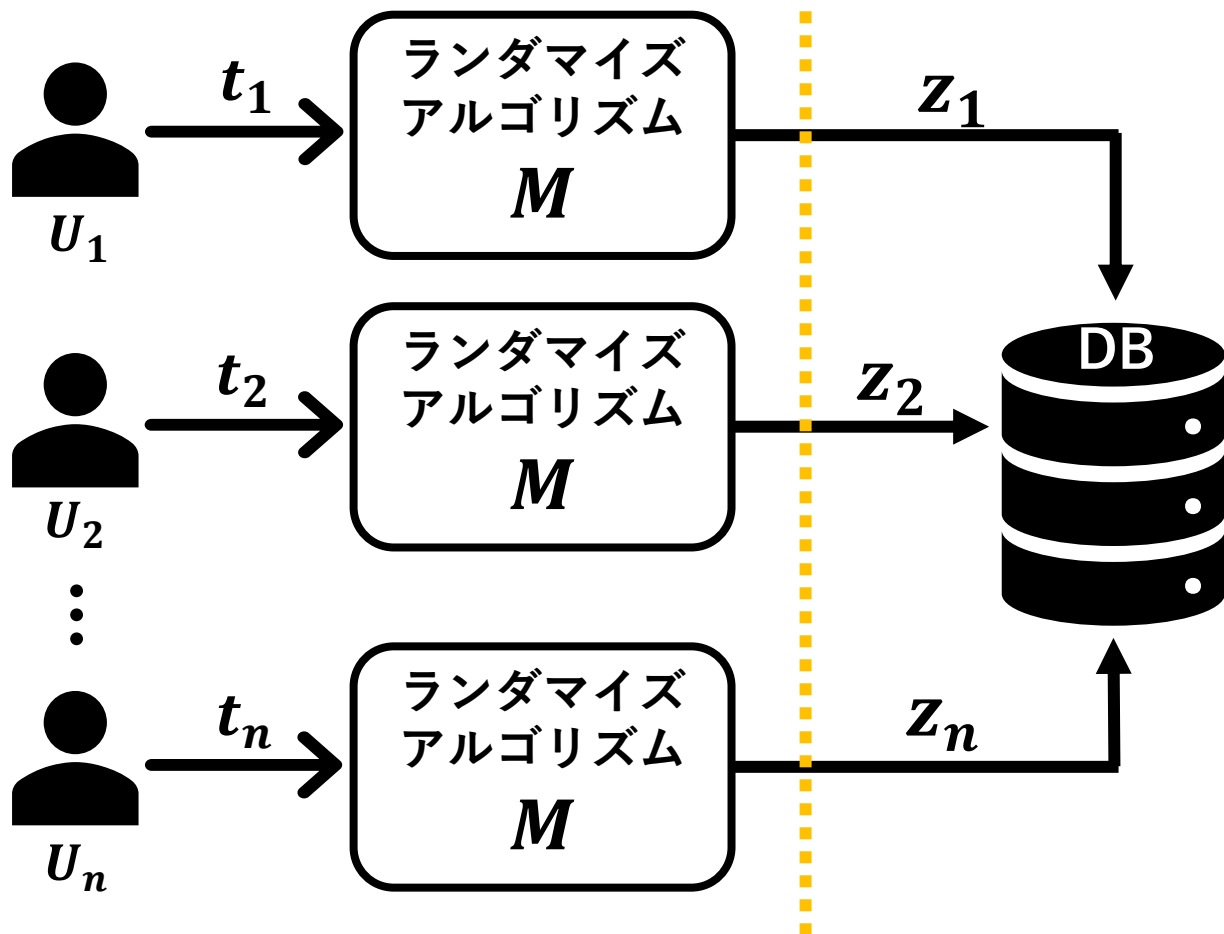 t₁
ランダマイズ
アルゴリズム
M
z₁
U₁
DB
t₂
ランダマイズ
アルゴリズム
M
z₂
U₂
⋮
tₙ
ランダマイズ
アルゴリズム
M
zₙ
Uₙ